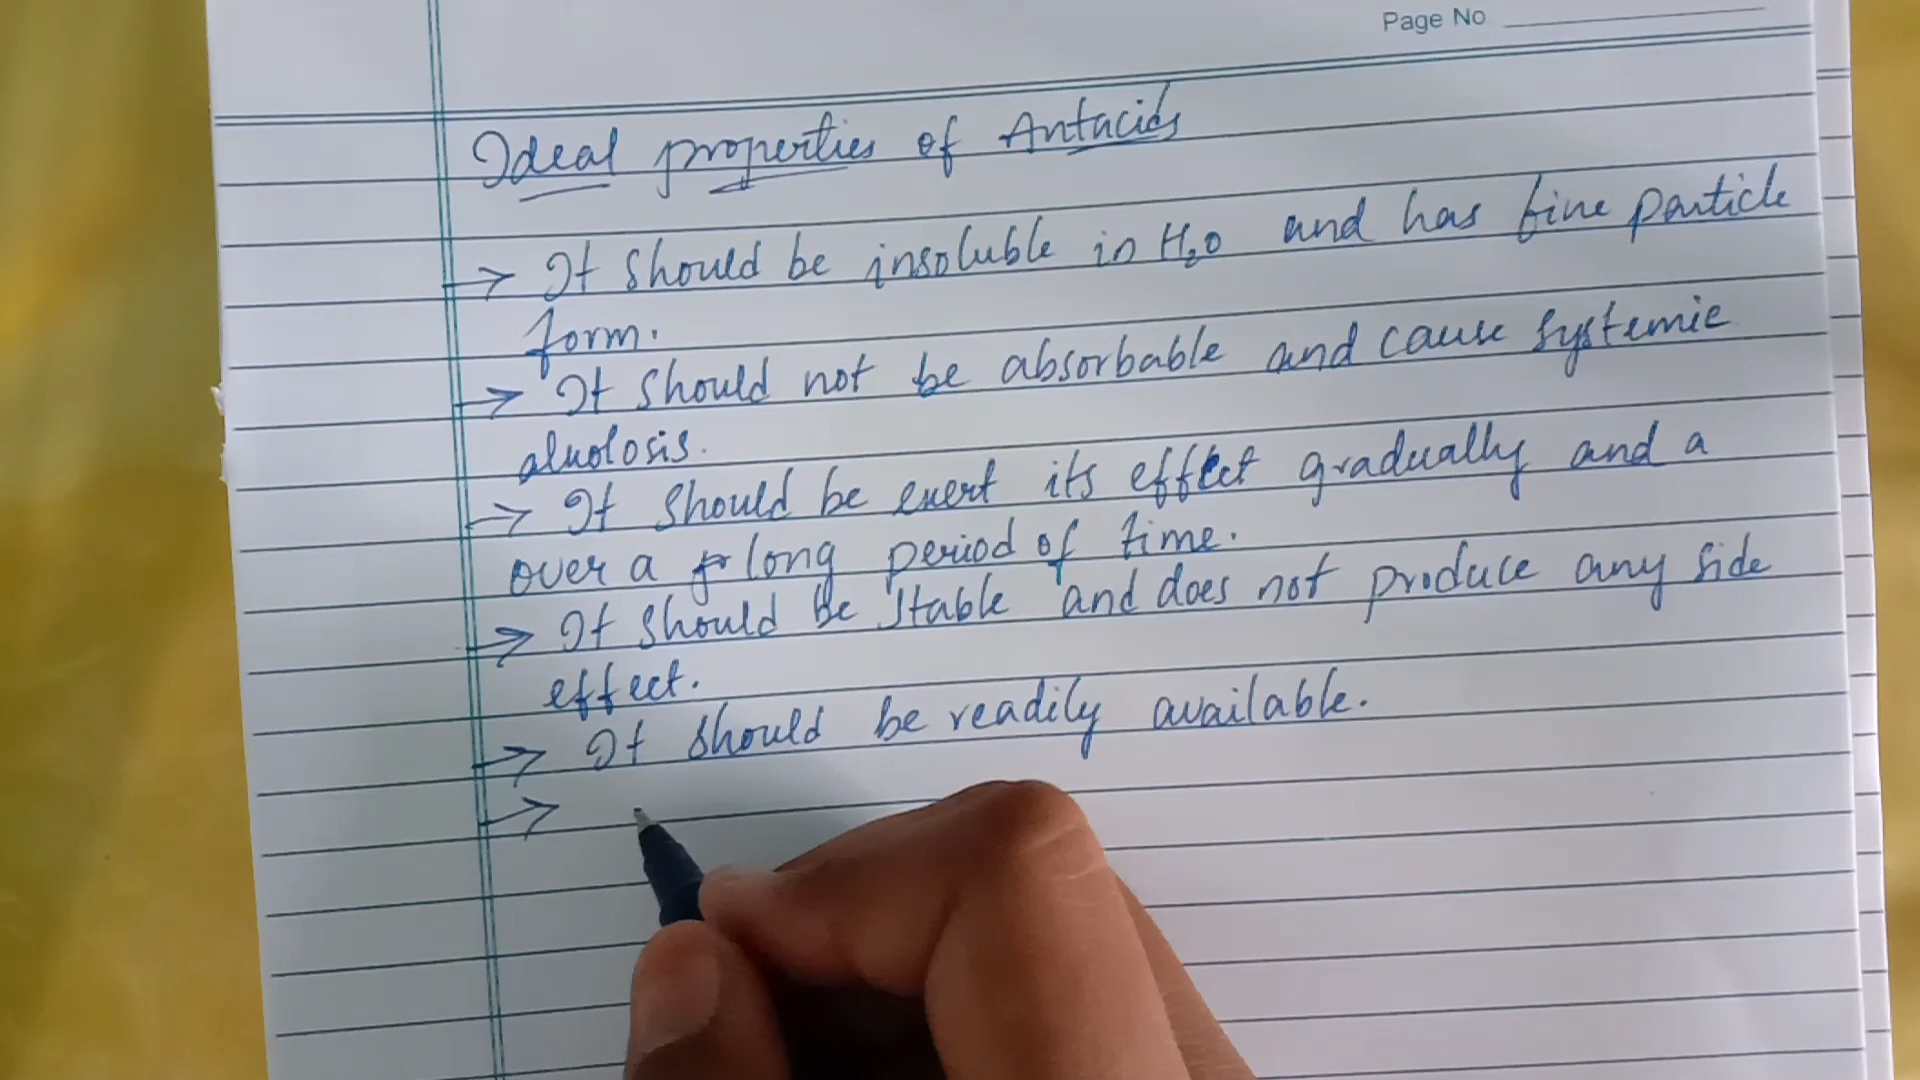 Page No
Ideal properties of Antacids
→ It should be insoluble in H₂O and has fine particle
form.
→ It should not be absorbable and cause systemic
alkolosis.
→ It should be exert its effect gradually and a
over a long period of time.
→ It should be stable and does not produce any side
effect.
→ It should be readily available.
→